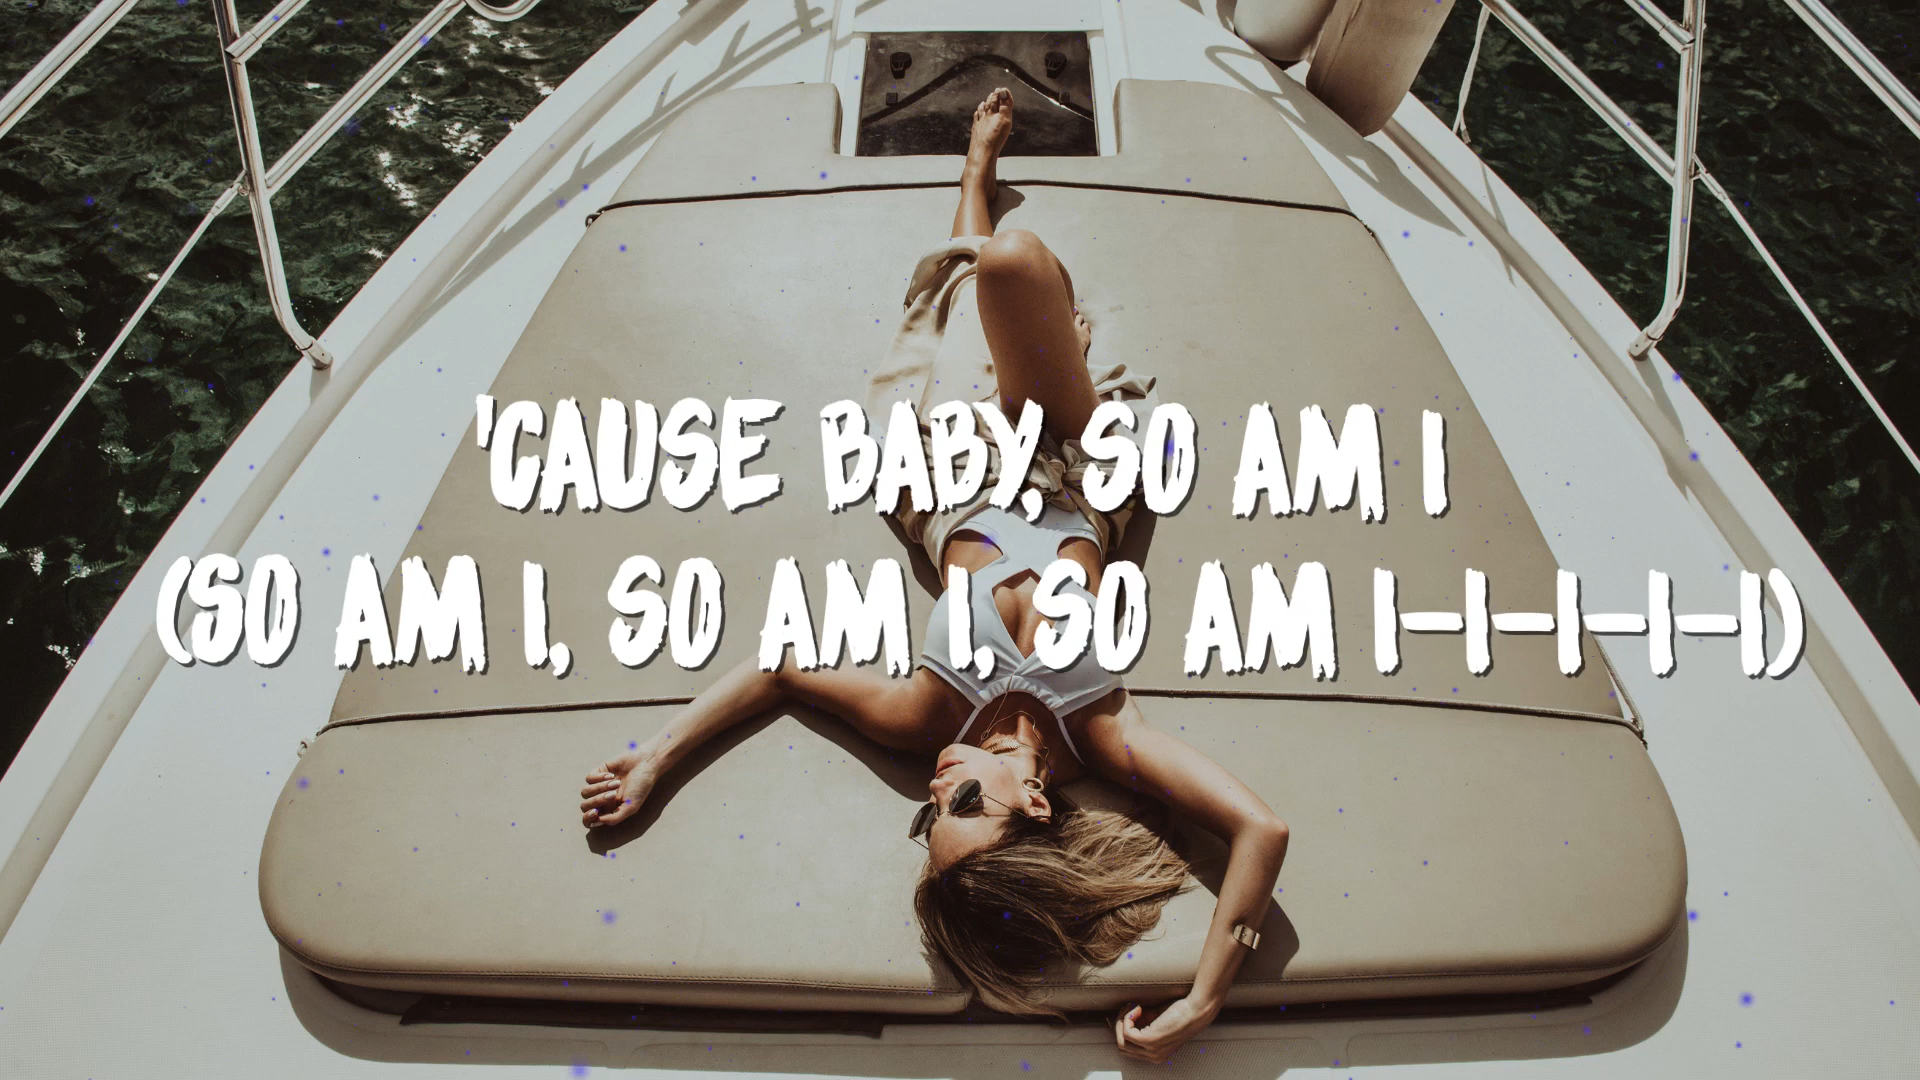 'CAUSE BABY, SO AM I
(SO AM I, SO AM I, SO AM I-I-I-I-I)